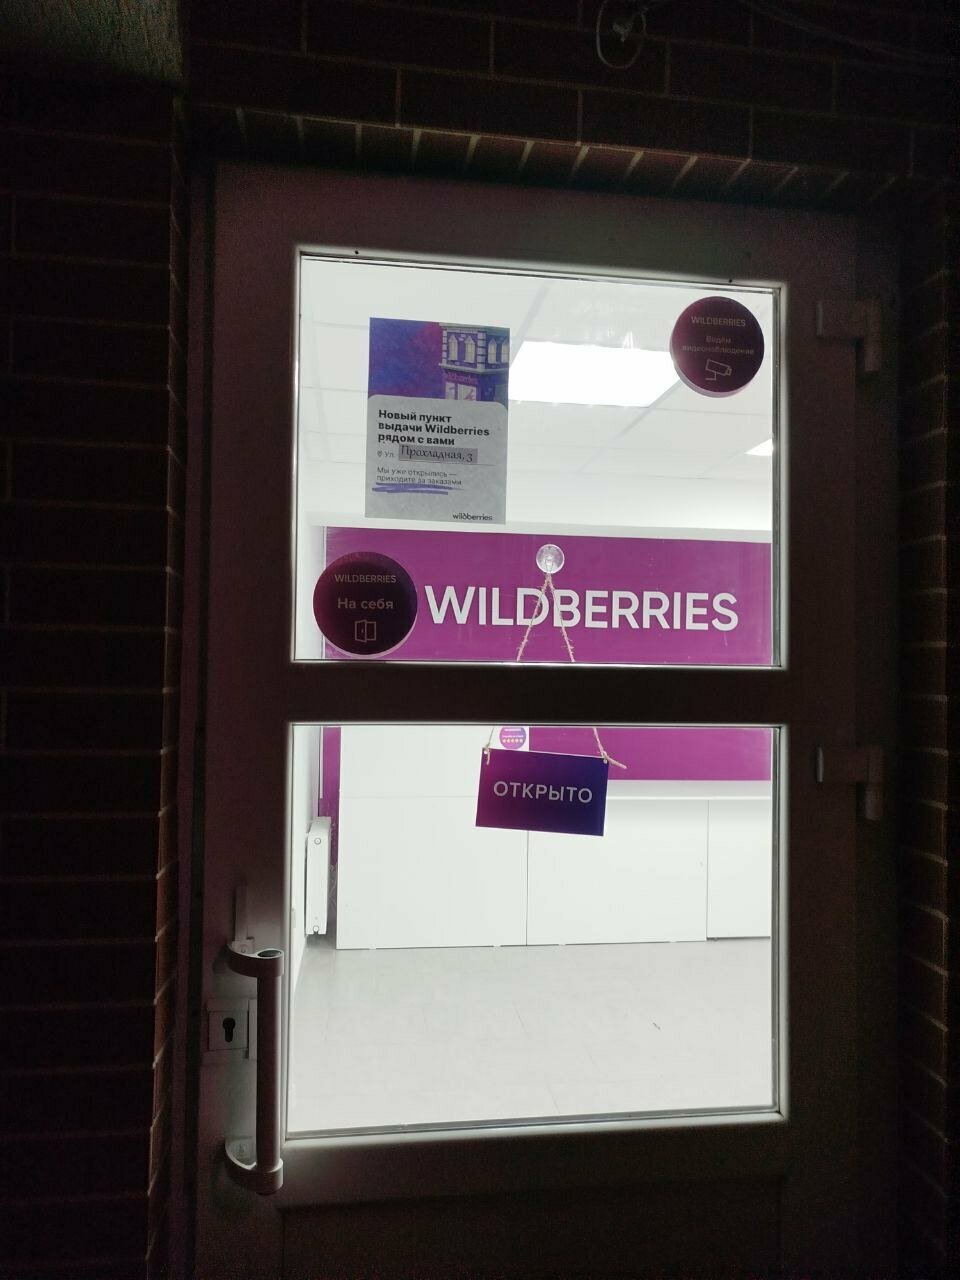 WILDBERRIES
Ведём
видеонаблюдение
Новый пункт
выдачи Wildberries
рядом с вами
Ул. Прохладная, 3
Мы уже открылись —
приходите за заказами
wildberries
WILDBERRIES
На себя
WILDBERRIES
ОТКРЫТО